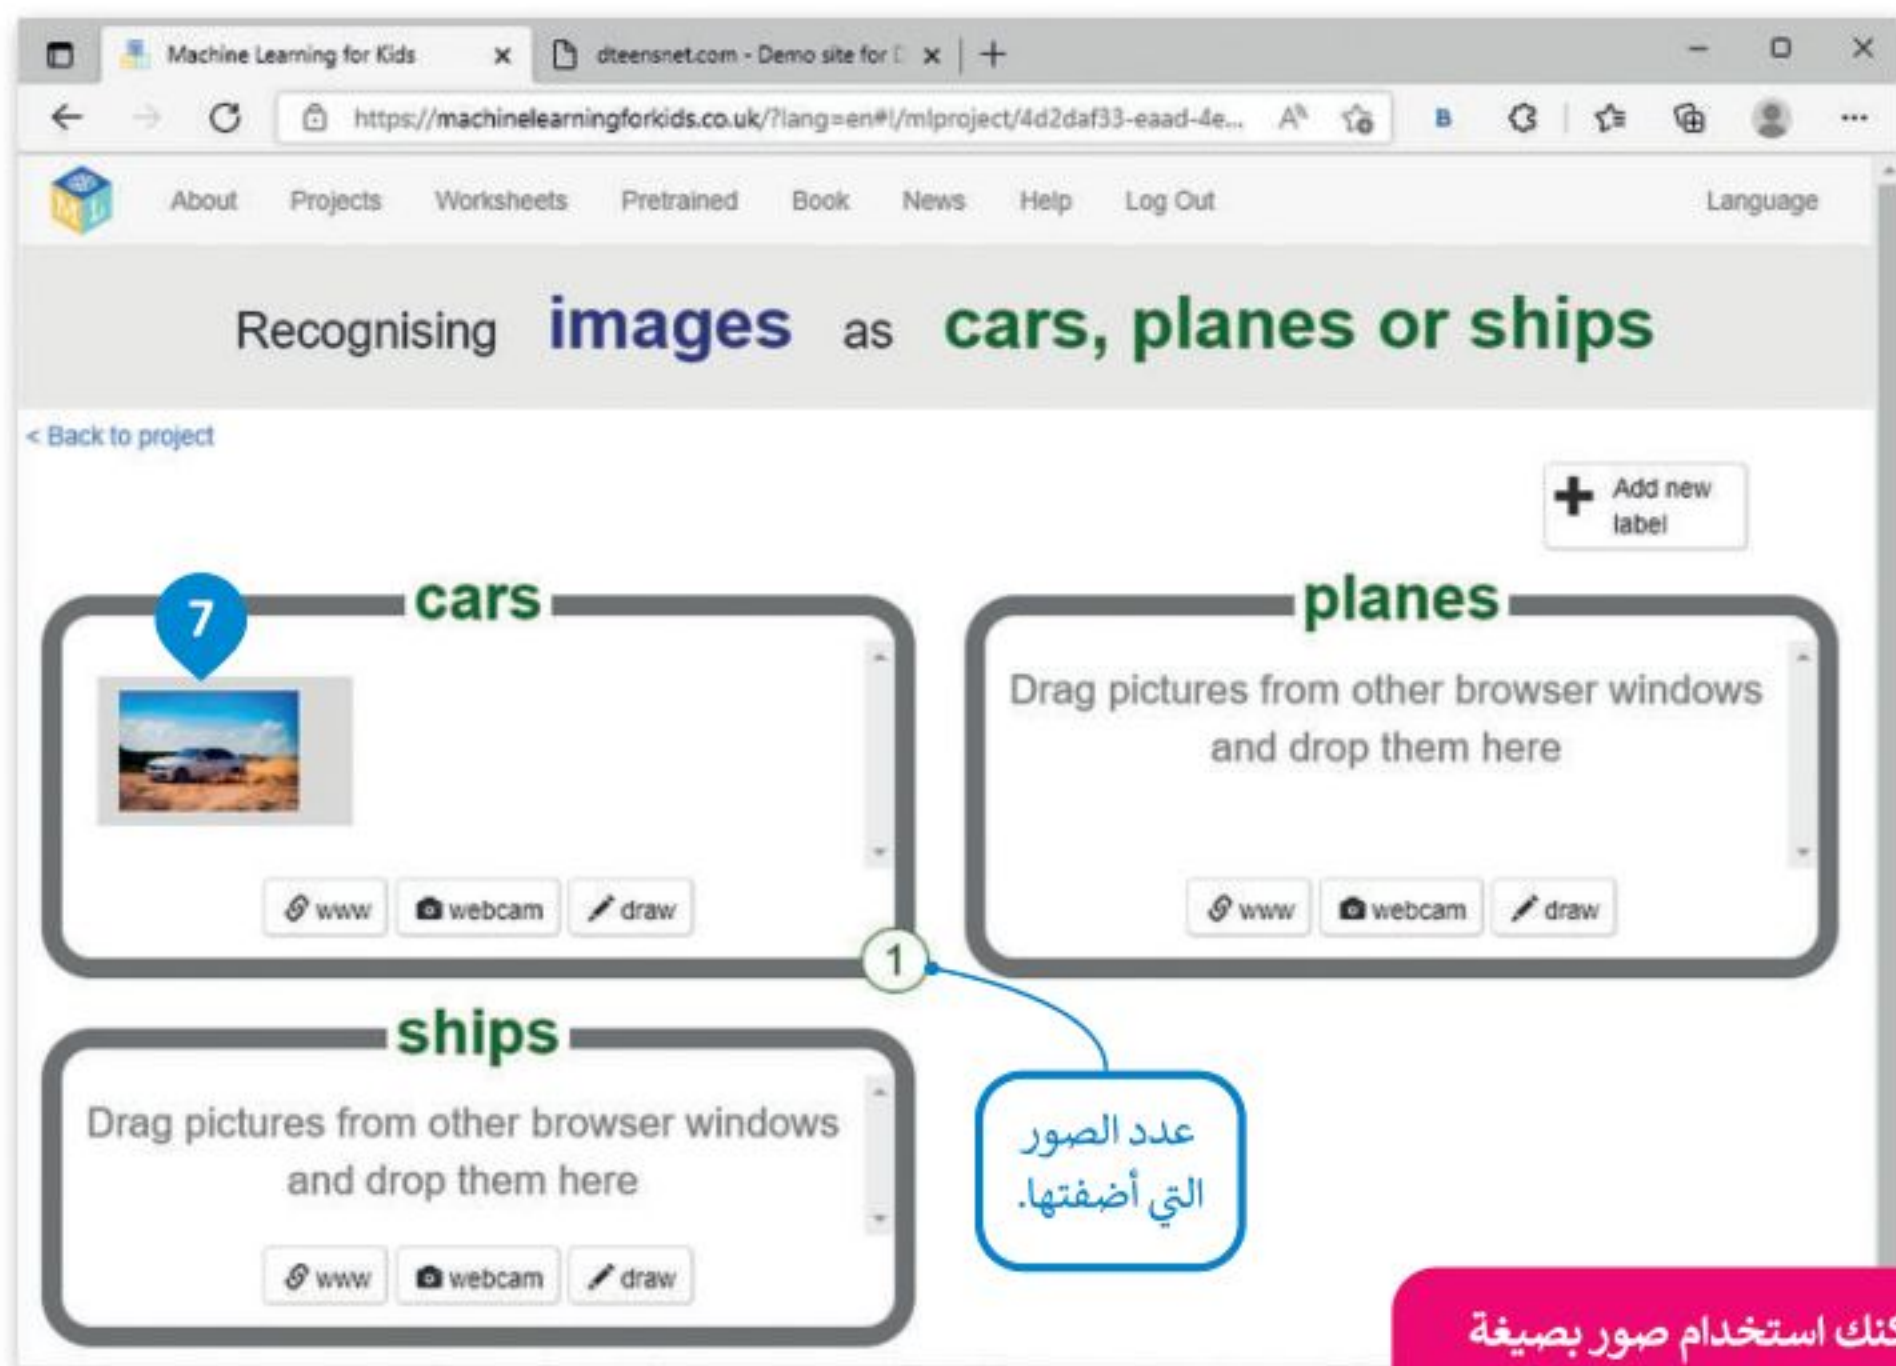 Machine Learning for Kids
dteensnet.com - Demo site for
https://machinelearningforkids.co.uk/?lang=en#!/mlproject/4d2daf33-eaad-4e...
About Projects Worksheets Pretrained Book News Help Log Out Language
Recognising images as cars, planes or ships
< Back to project
Add new
label
cars
7
www webcam draw
1
planes
Drag pictures from other browser windows
and drop them here
www webcam draw
ships
Drag pictures from other browser windows
and drop them here
www webcam draw
عدد الصور
التي أضفتها.
استخدام صور بصيغة